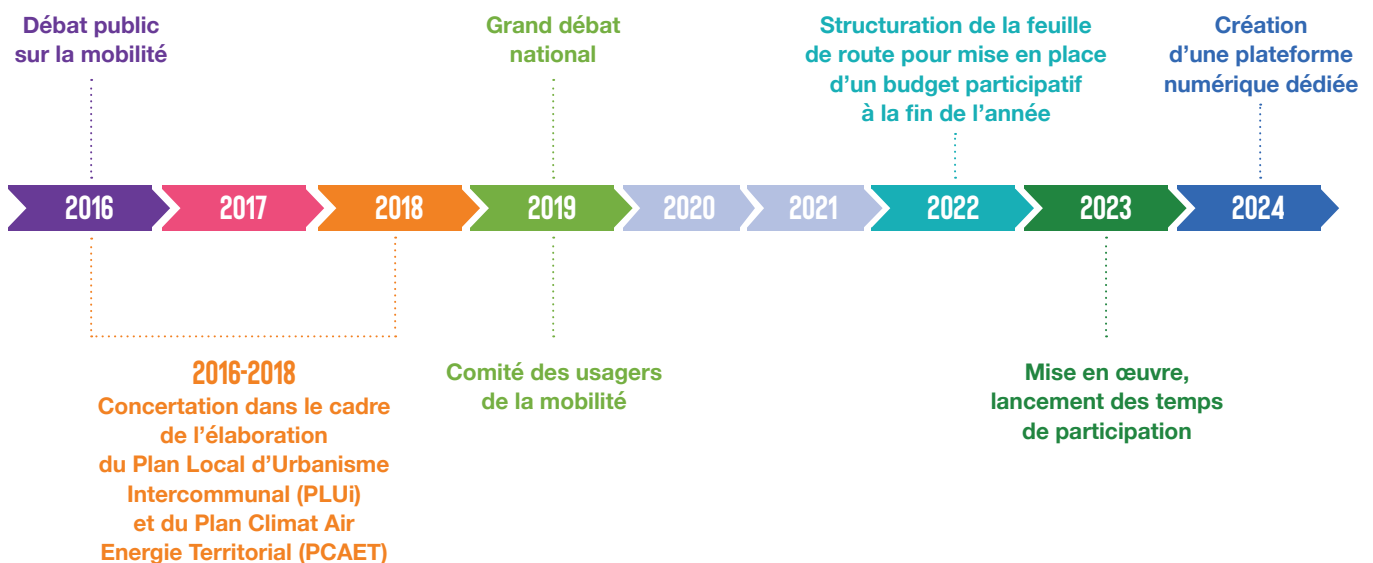 Débat public
sur la mobilité
Grand débat
national
Structuration de la feuille
de route pour mise en place
d’un budget participatif
à la fin de l’année
Création
d’une plateforme
numérique dédiée
2016
2017
2018
2019
2020
2021
2022
2023
2024
2016-2018
Concertation dans le cadre
de l’élaboration
du Plan Local d’Urbanisme
Intercommunal (PLUi)
et du Plan Climat Air
Energie Territorial (PCAET)
Comité des usagers
de la mobilité
Mise en œuvre,
lancement des temps
de participation